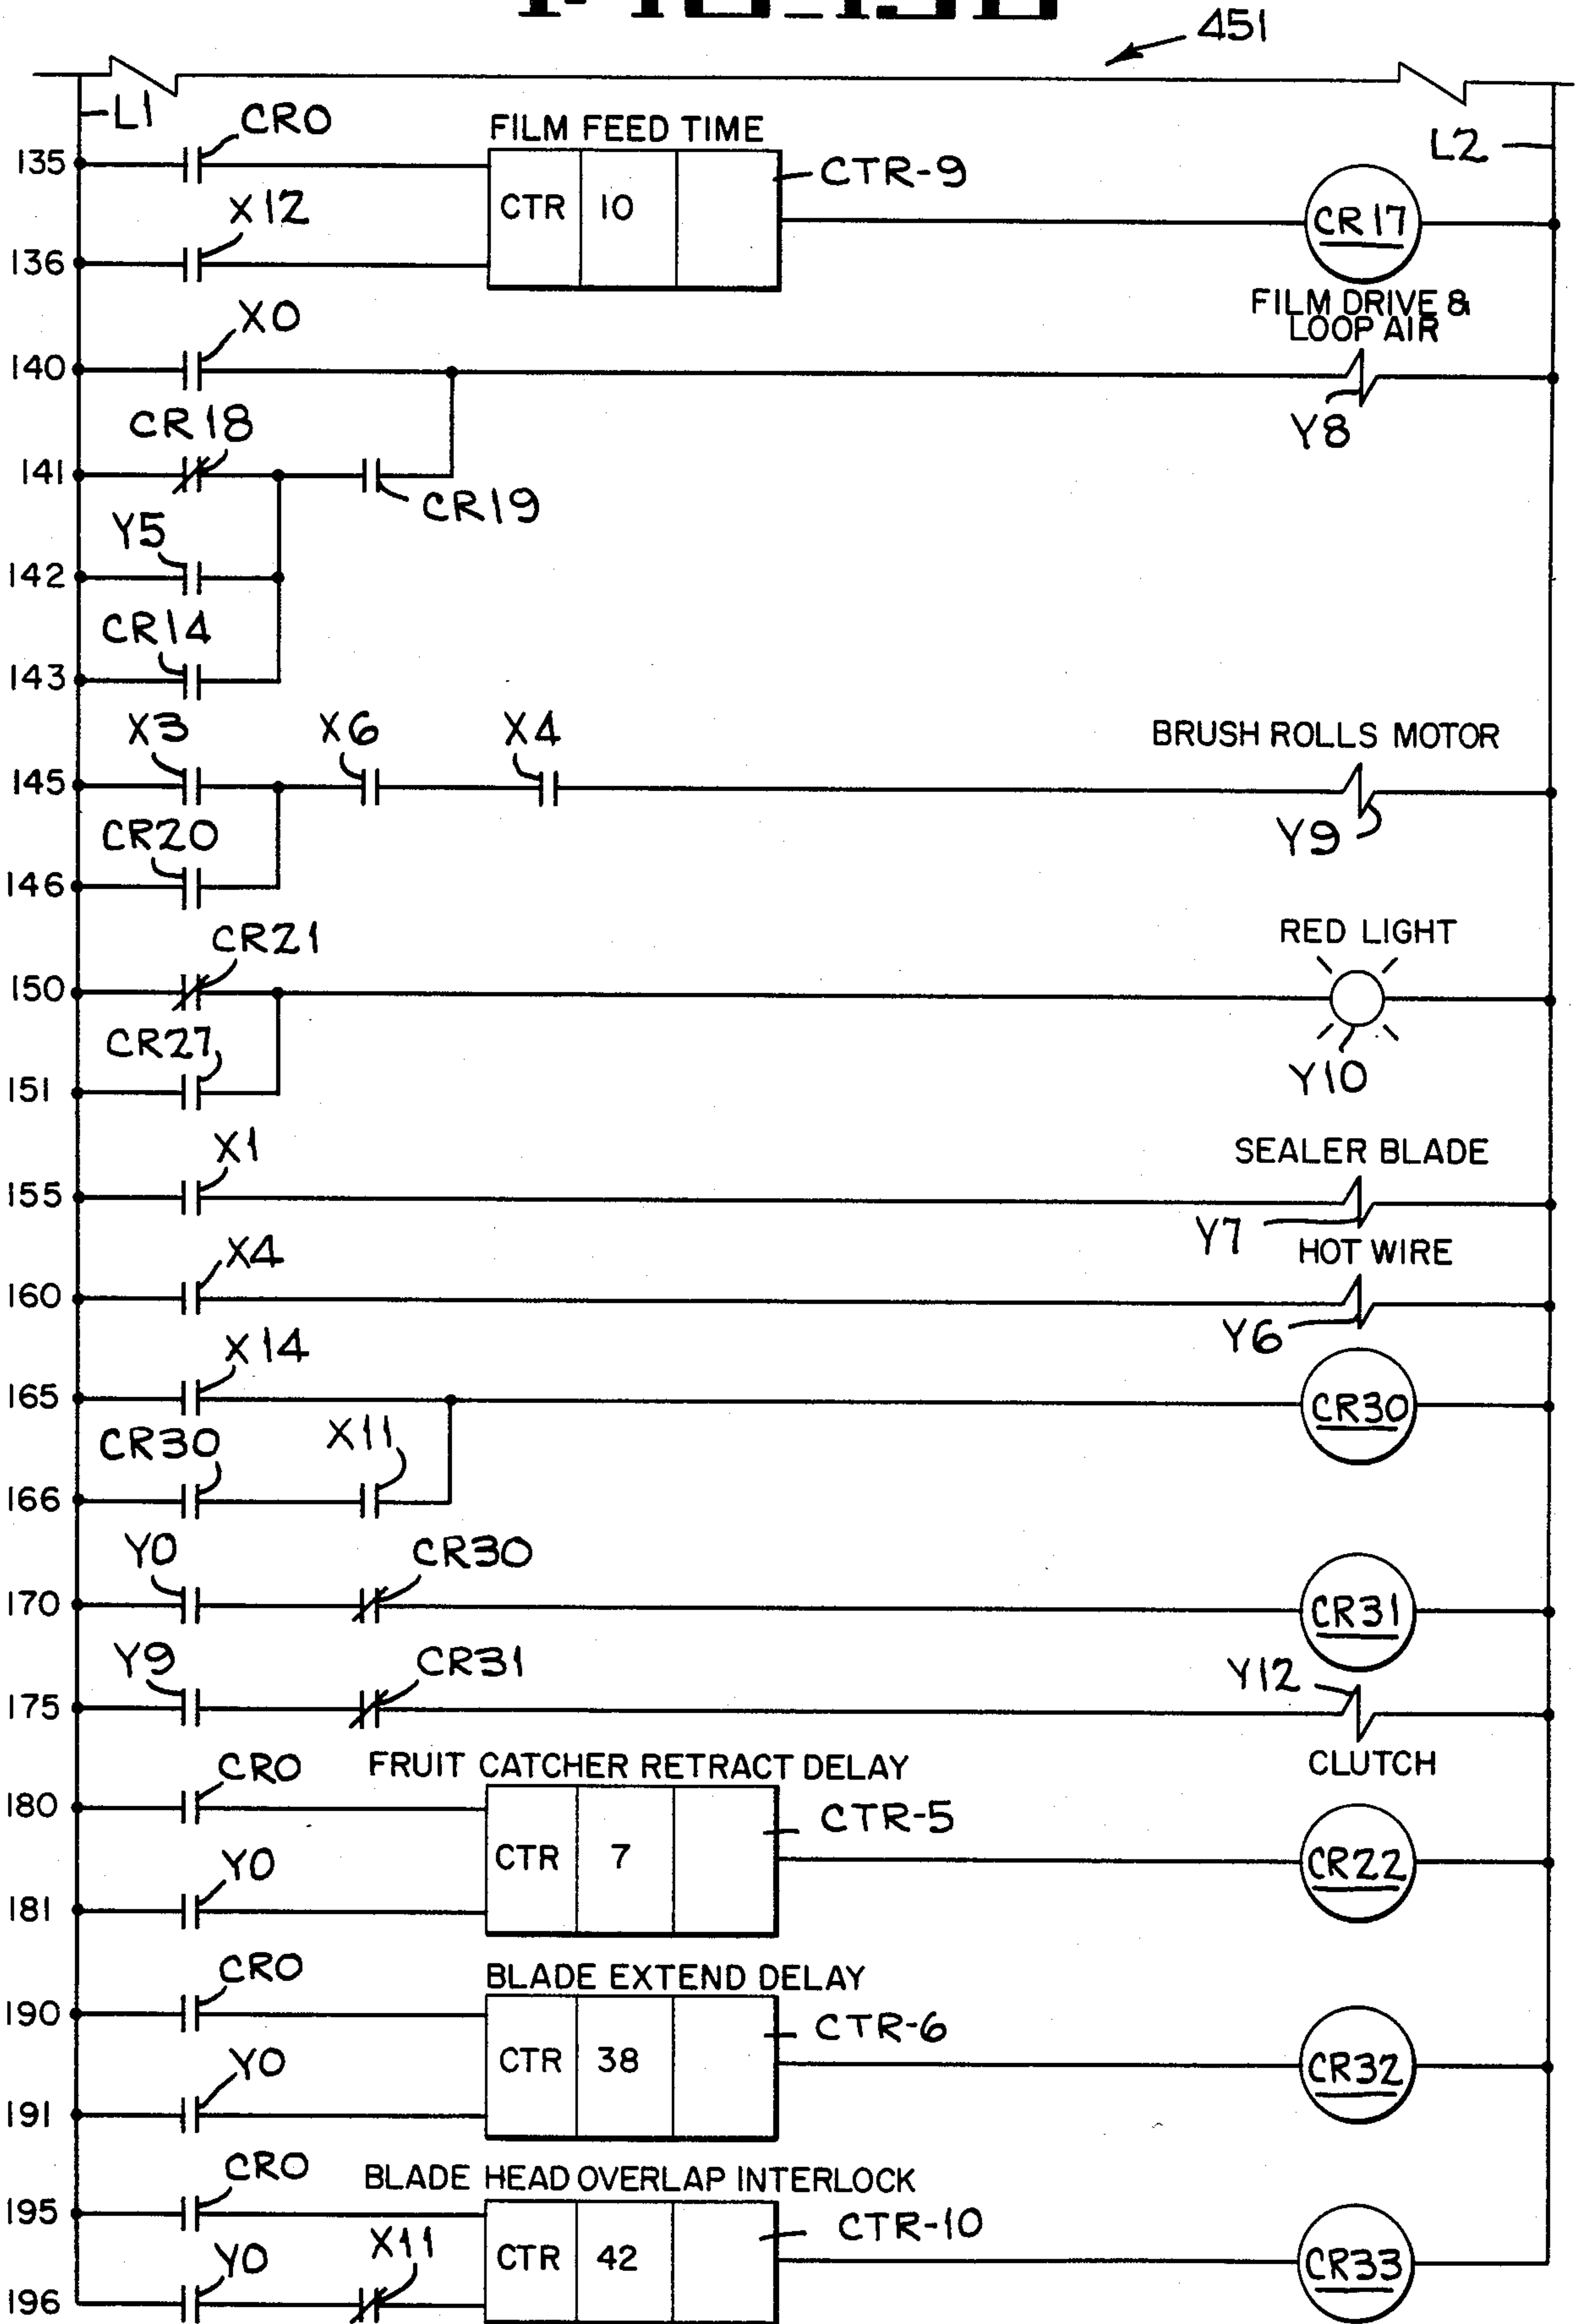 451
L1
CR0
FILM FEED TIME
L2
135
CTR 10
CTR-9
X12
CR17
136
X0
FILM DRIVE &
LOOP AIR
140
CR18
Y8
141
CR19
Y5
142
CR14
143
X3 X6 X4
BRUSH ROLLS MOTOR
145
CR20
Y9
146
CR21
RED LIGHT
150
CR27
Y10
151
X1
SEALER BLADE
155
Y7
X4
HOT WIRE
160
Y6
X14
165
CR30
CR30 X11
166
Y0 CR30
170
CR31
Y9 CR31
Y12
175
CLUTCH
CR0
FRUIT CATCHER RETRACT DELAY
180
CTR-5
CTR 7
CR22
Y0
181
CR0
BLADE EXTEND DELAY
190
CTR-6
CTR 38
CR32
Y0
191
CR0
BLADE HEAD OVERLAP INTERLOCK
195
CTR-10
CTR 42
CR33
Y0 X11
196